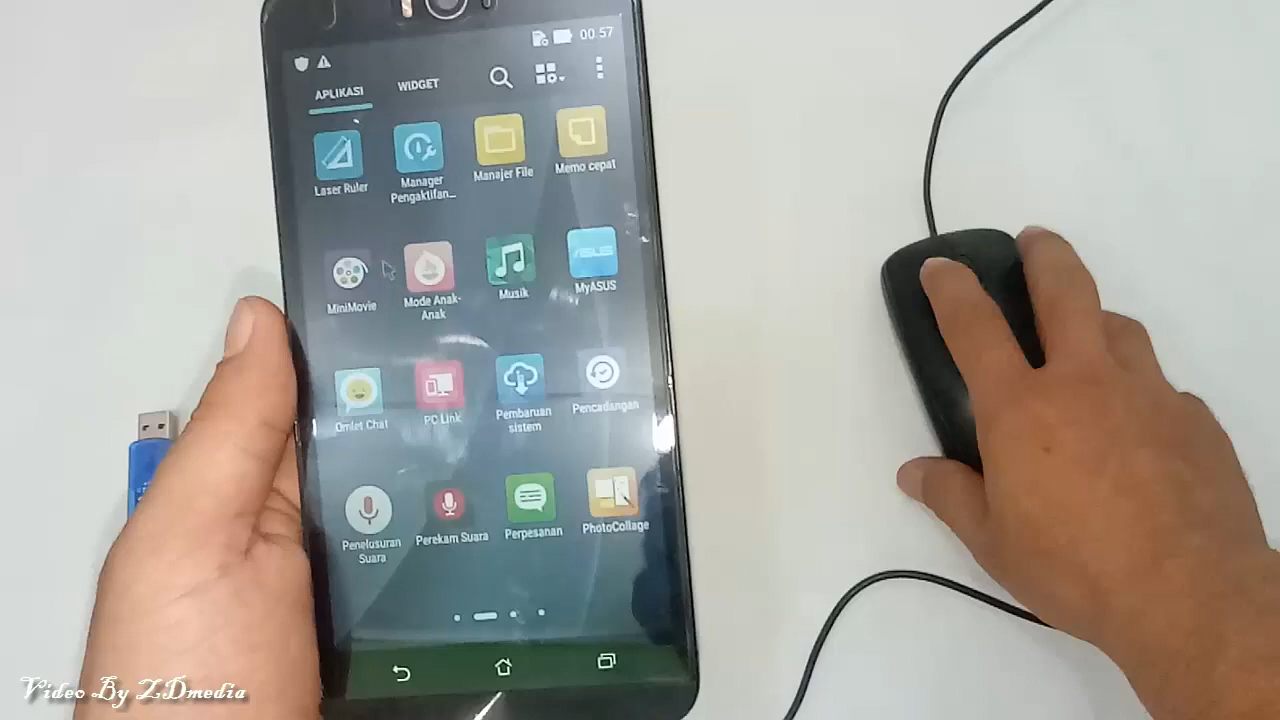 00.57
APLIKASI WIDGET
Laser Ruler
Manager
Pengaktifan...
Manajer File
Memo cepat
MiniMovie
Mode Anak-
Anak
Musik
ASUS
MyASUS
Omlet Chat
PC Link
Pembaruan
sistem
Pencadangan
Penelusuran
Suara
Perekam Suara
Perpesanan
PhotoCollage
Video By ZDmedia